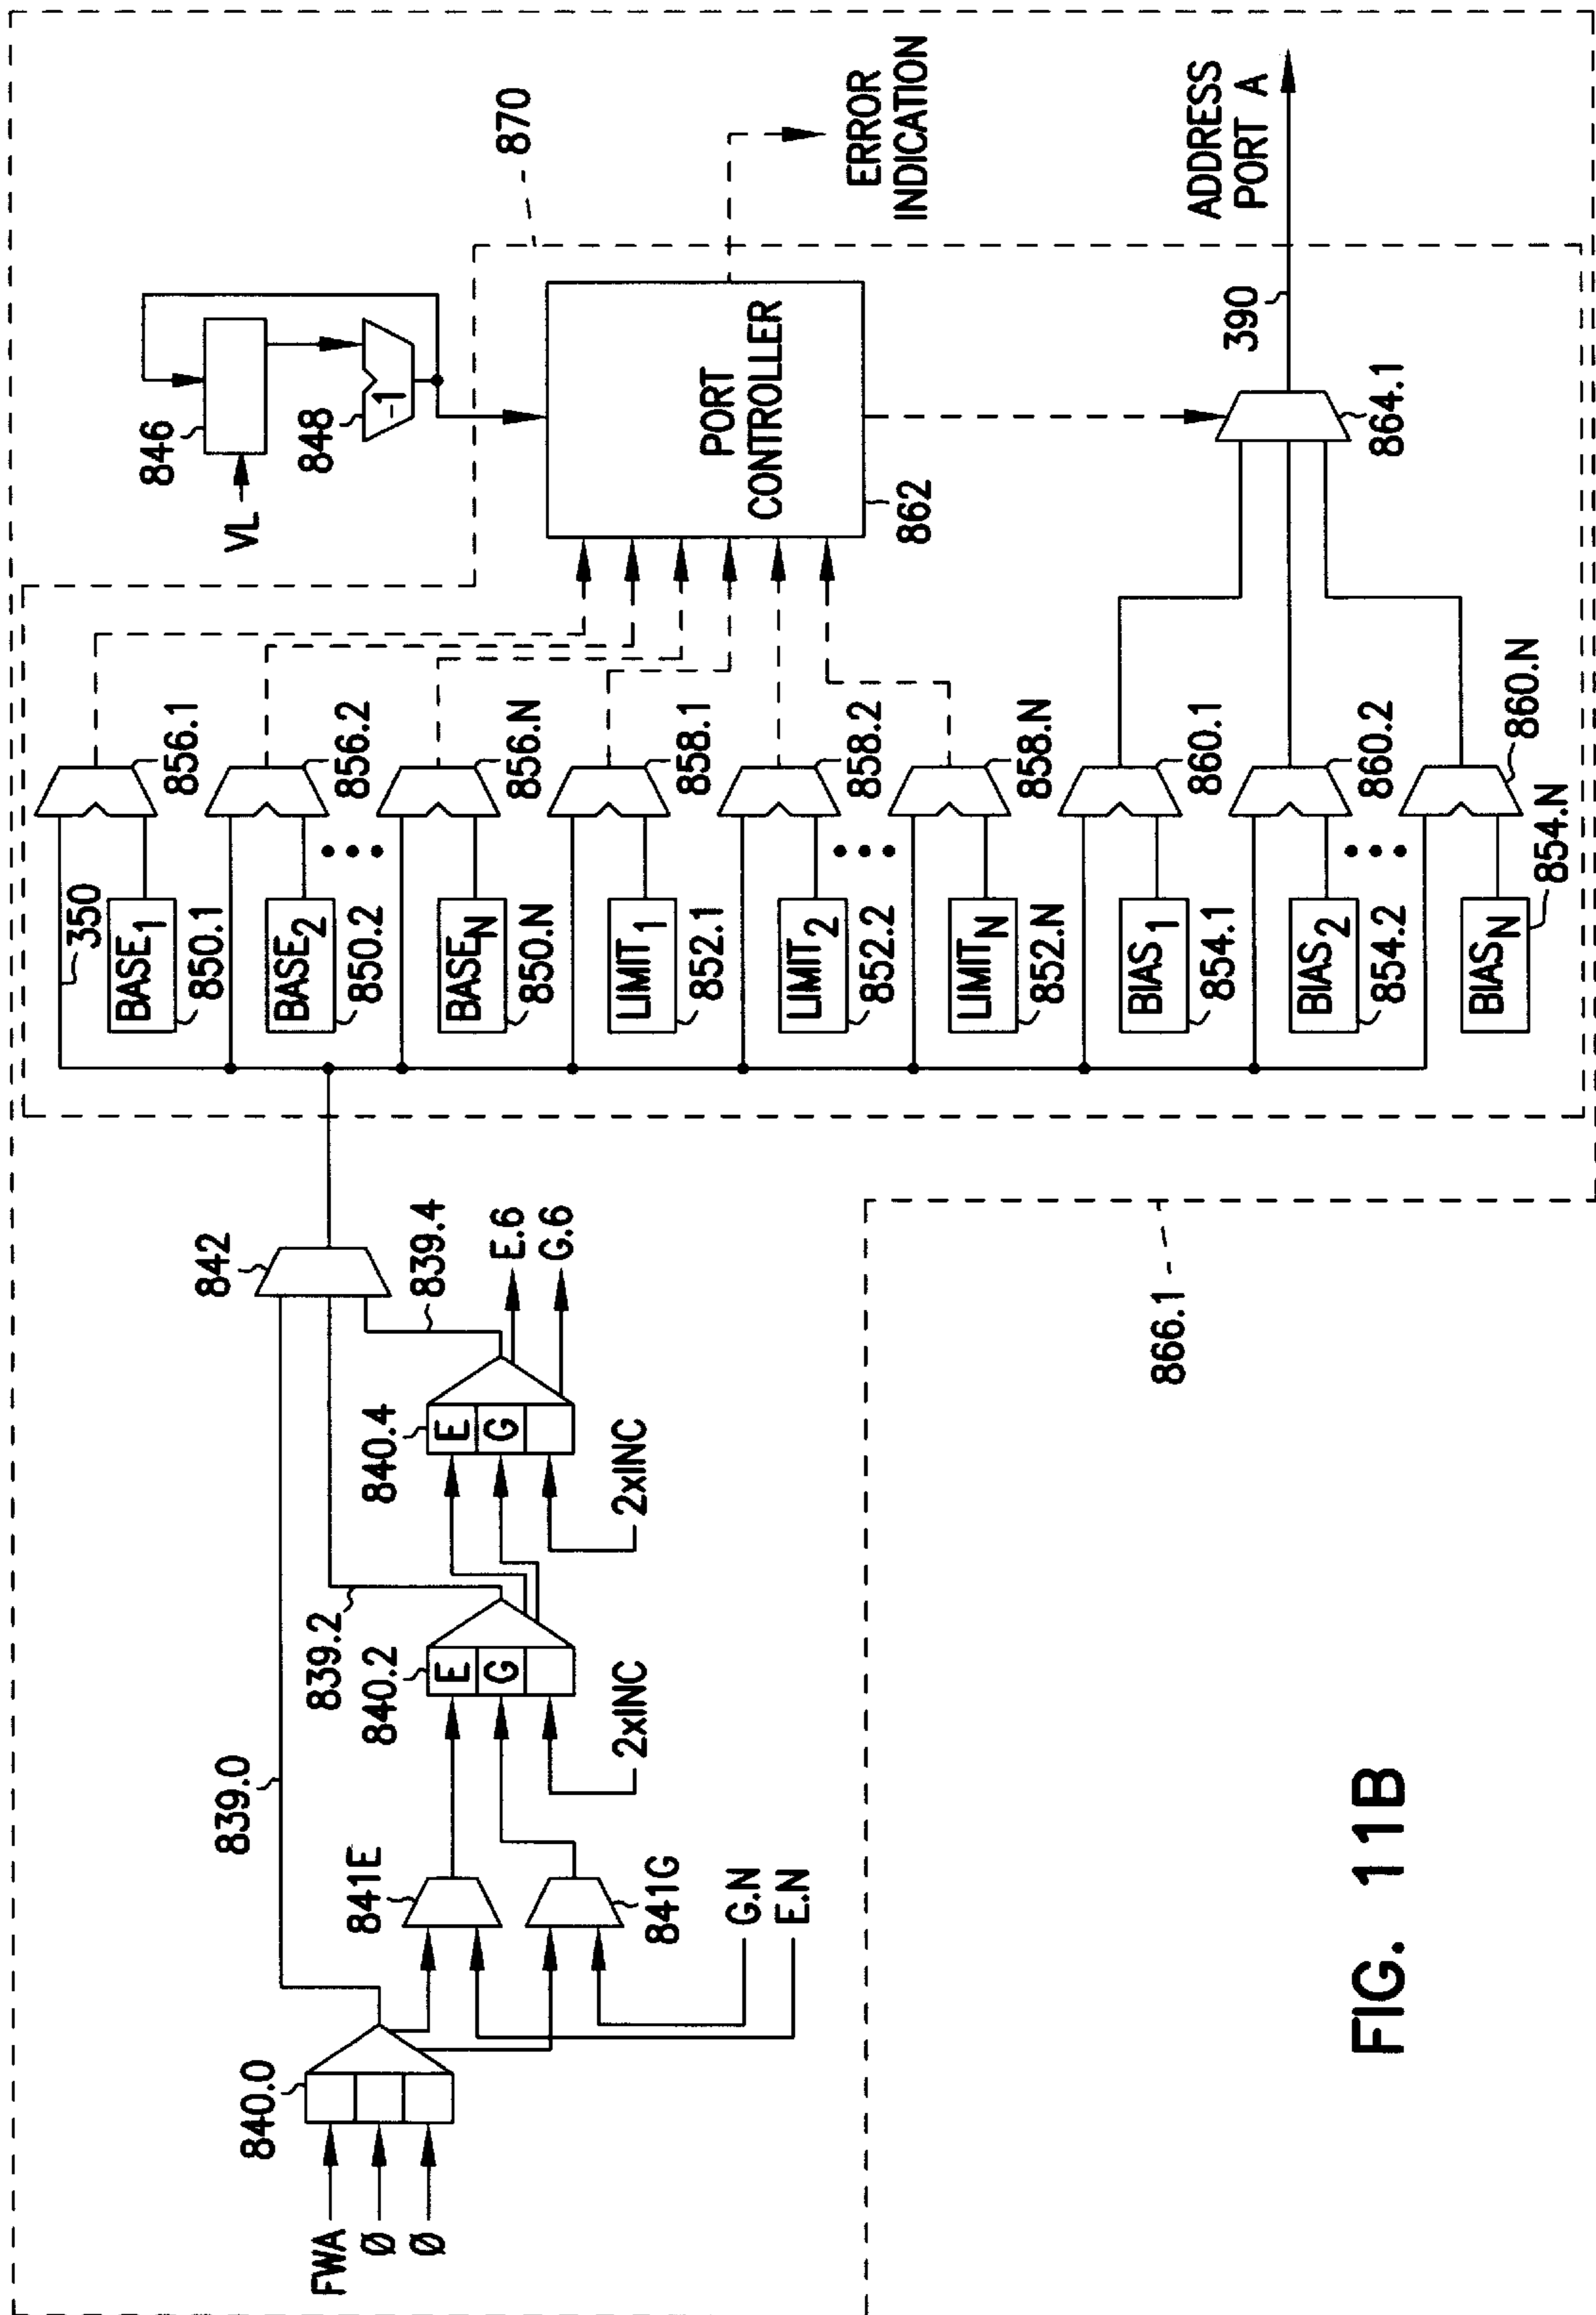 FWA
Ø
Ø
840.0
839.0
841E
841G
G.N
E.N
839.2
840.2
E
G
2xINC
840.4
E
G
2xINC
839.4
E.6
G.6
842
350
BASE1
850.1
856.1
BASE2
850.2
856.2
BASEN
850.N
856.N
LIMIT1
852.1
858.1
LIMIT2
852.2
858.2
LIMITN
852.N
858.N
BIAS1
854.1
860.1
BIAS2
854.2
860.2
BIASN
854.N
860.N
VL
846
848
-1
870
PORT
CONTROLLER
862
ERROR
INDICATION
864.1
390
ADDRESS
PORT A
866.1
FIG. 11B